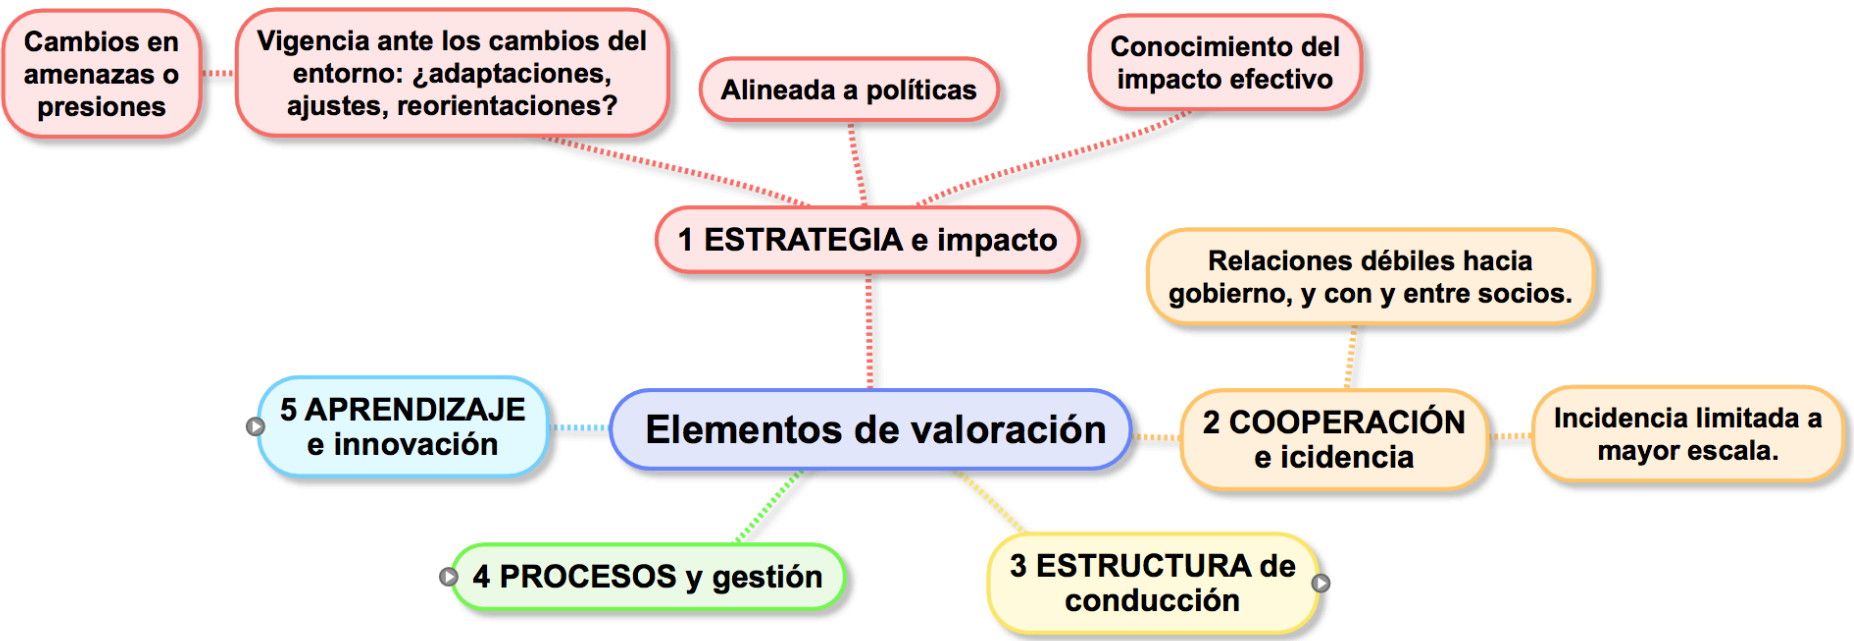 Cambios en
amenazas o
presiones
Vigencia ante los cambios del
entorno: ¿adaptaciones,
ajustes, reorientaciones?
Alineada a políticas
Conocimiento del
impacto efectivo
1 ESTRATEGIA e impacto
Relaciones débiles hacia
gobierno, y con y entre socios.
5 APRENDIZAJE
e innovación
Elementos de valoración
2 COOPERACIÓN
e icidencia
Incidencia limitada a
mayor escala.
4 PROCESOS y gestión
3 ESTRUCTURA de
conducción